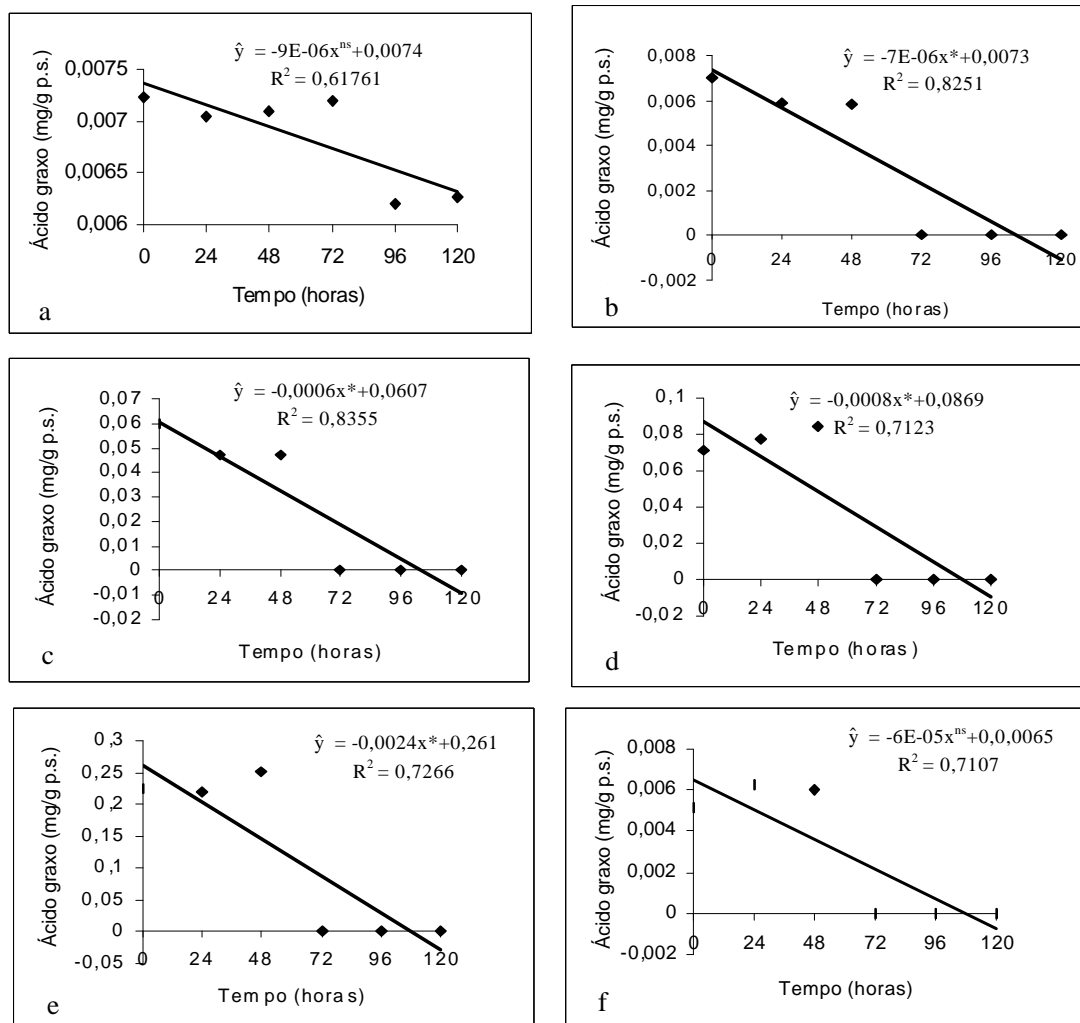 ŷ = -9E-06xⁿˢ+0,0074
R² = 0,61761
0,0075
0,007
0,0065
0,006
0 24 48 72 96 120
Ácido graxo (mg/g p.s.)
Tempo (horas)
a
ŷ = -7E-06x*+0,0073
R² = 0,8251
0,008
0,006
0,004
0,002
0
-0,002
0 24 48 72 96 120
Ácido graxo (mg/g p.s.)
Tempo (horas)
b
ŷ = -0,0006x*+0,0607
R² = 0,8355
0,07
0,06
0,05
0,04
0,03
0,02
0,01
0
-0,01
-0,02
0 24 48 72 96 120
Ácido graxo (mg/g p.s.)
Tempo (horas)
c
ŷ = -0,0008x*+0,0869
R² = 0,7123
0,1
0,08
0,06
0,04
0,02
0
-0,02
0 24 48 72 96 120
Ácido graxo (mg/g p.s.)
Tempo (horas)
d
ŷ = -0,0024x*+0,261
R² = 0,7266
0,3
0,25
0,2
0,15
0,1
0,05
0
-0,05
0 24 48 72 96 120
Ácido graxo (mg/g p.s.)
Tempo (horas)
e
ŷ = -6E-05xⁿˢ+0,0,0065
R² = 0,7107
0,008
0,006
0,004
0,002
0
-0,002
0 24 48 72 96 120
Ácido graxo (mg/g p.s.)
Tempo (horas)
f